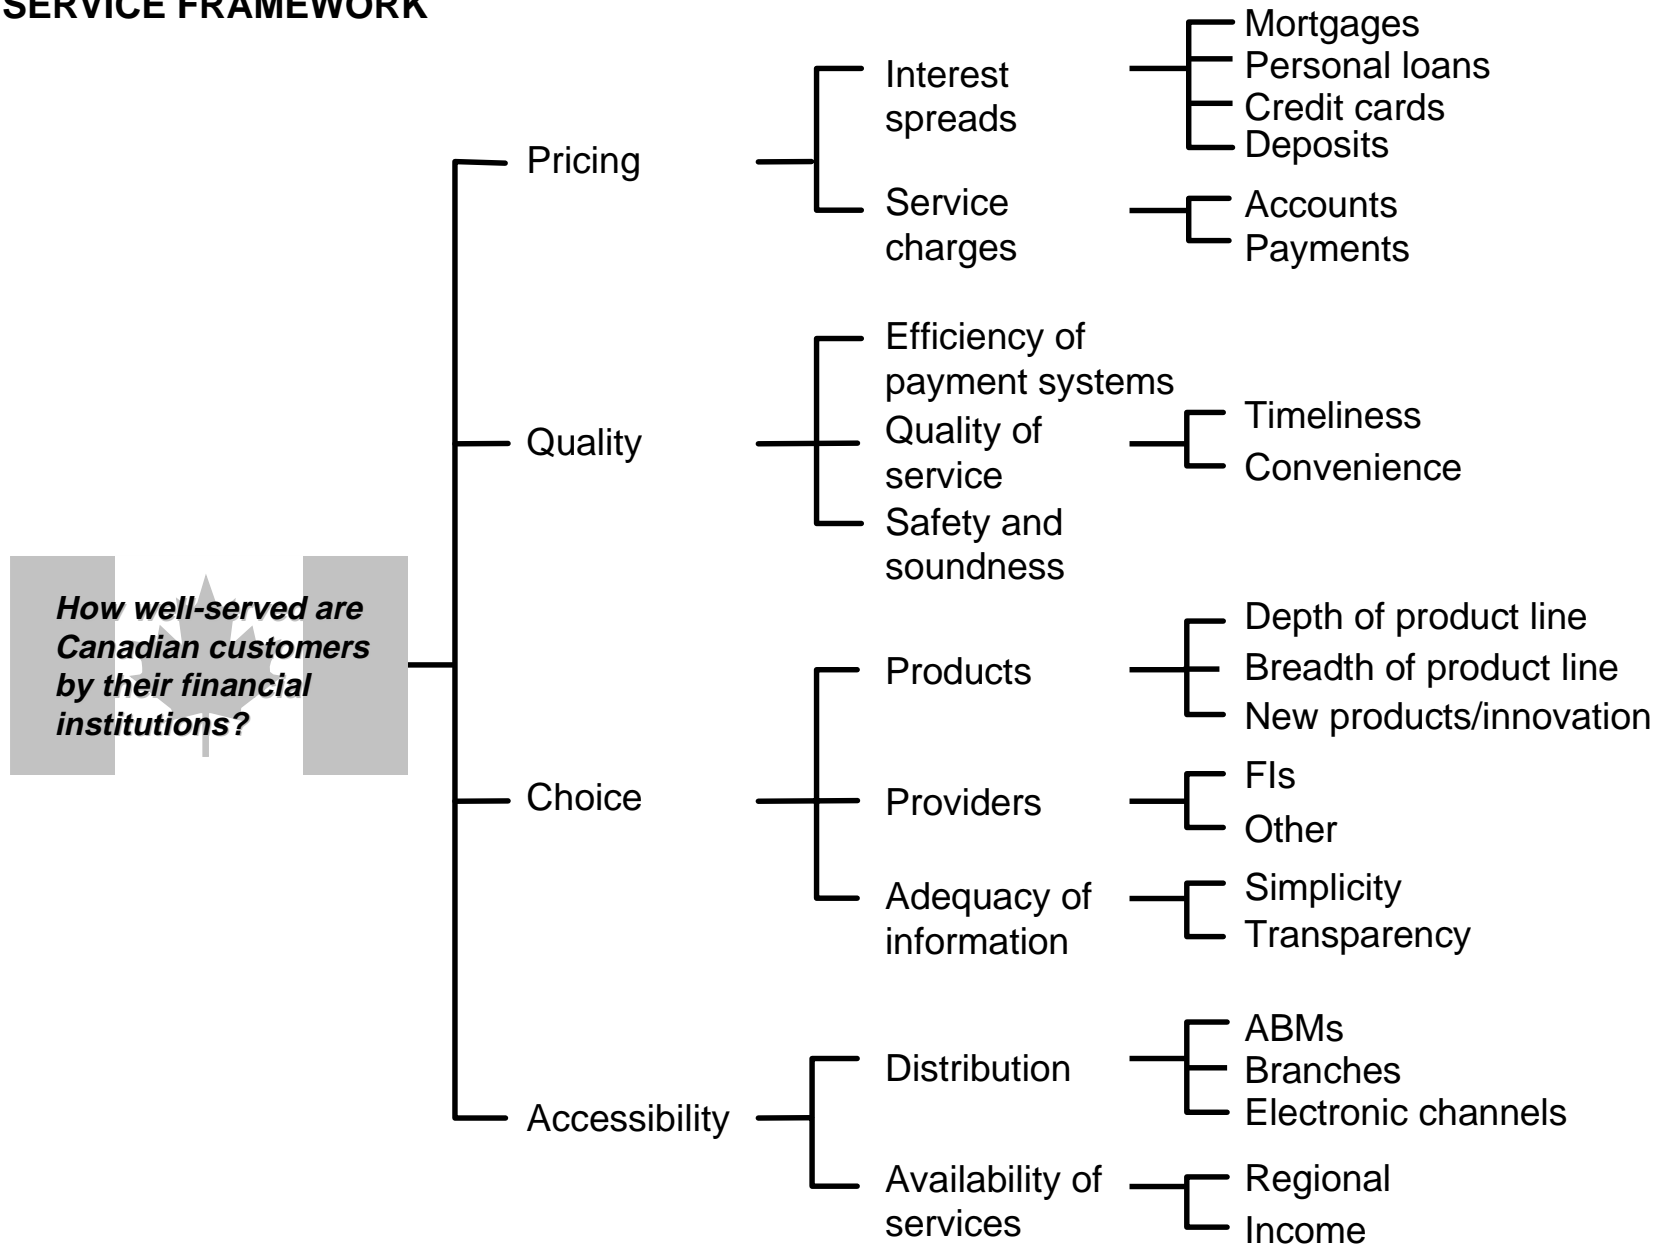 SERVICE FRAMEWORK
How well-served are
Canadian customers
by their financial
institutions?
Pricing
Interest
spreads
Mortgages
Personal loans
Credit cards
Deposits
Service
charges
Accounts
Payments
Quality
Efficiency of
payment systems
Quality of
service
Timeliness
Convenience
Safety and
soundness
Choice
Products
Depth of product line
Breadth of product line
New products/innovation
Providers
FIs
Other
Adequacy of
information
Simplicity
Transparency
Accessibility
Distribution
ABMs
Branches
Electronic channels
Availability of
services
Regional
Income